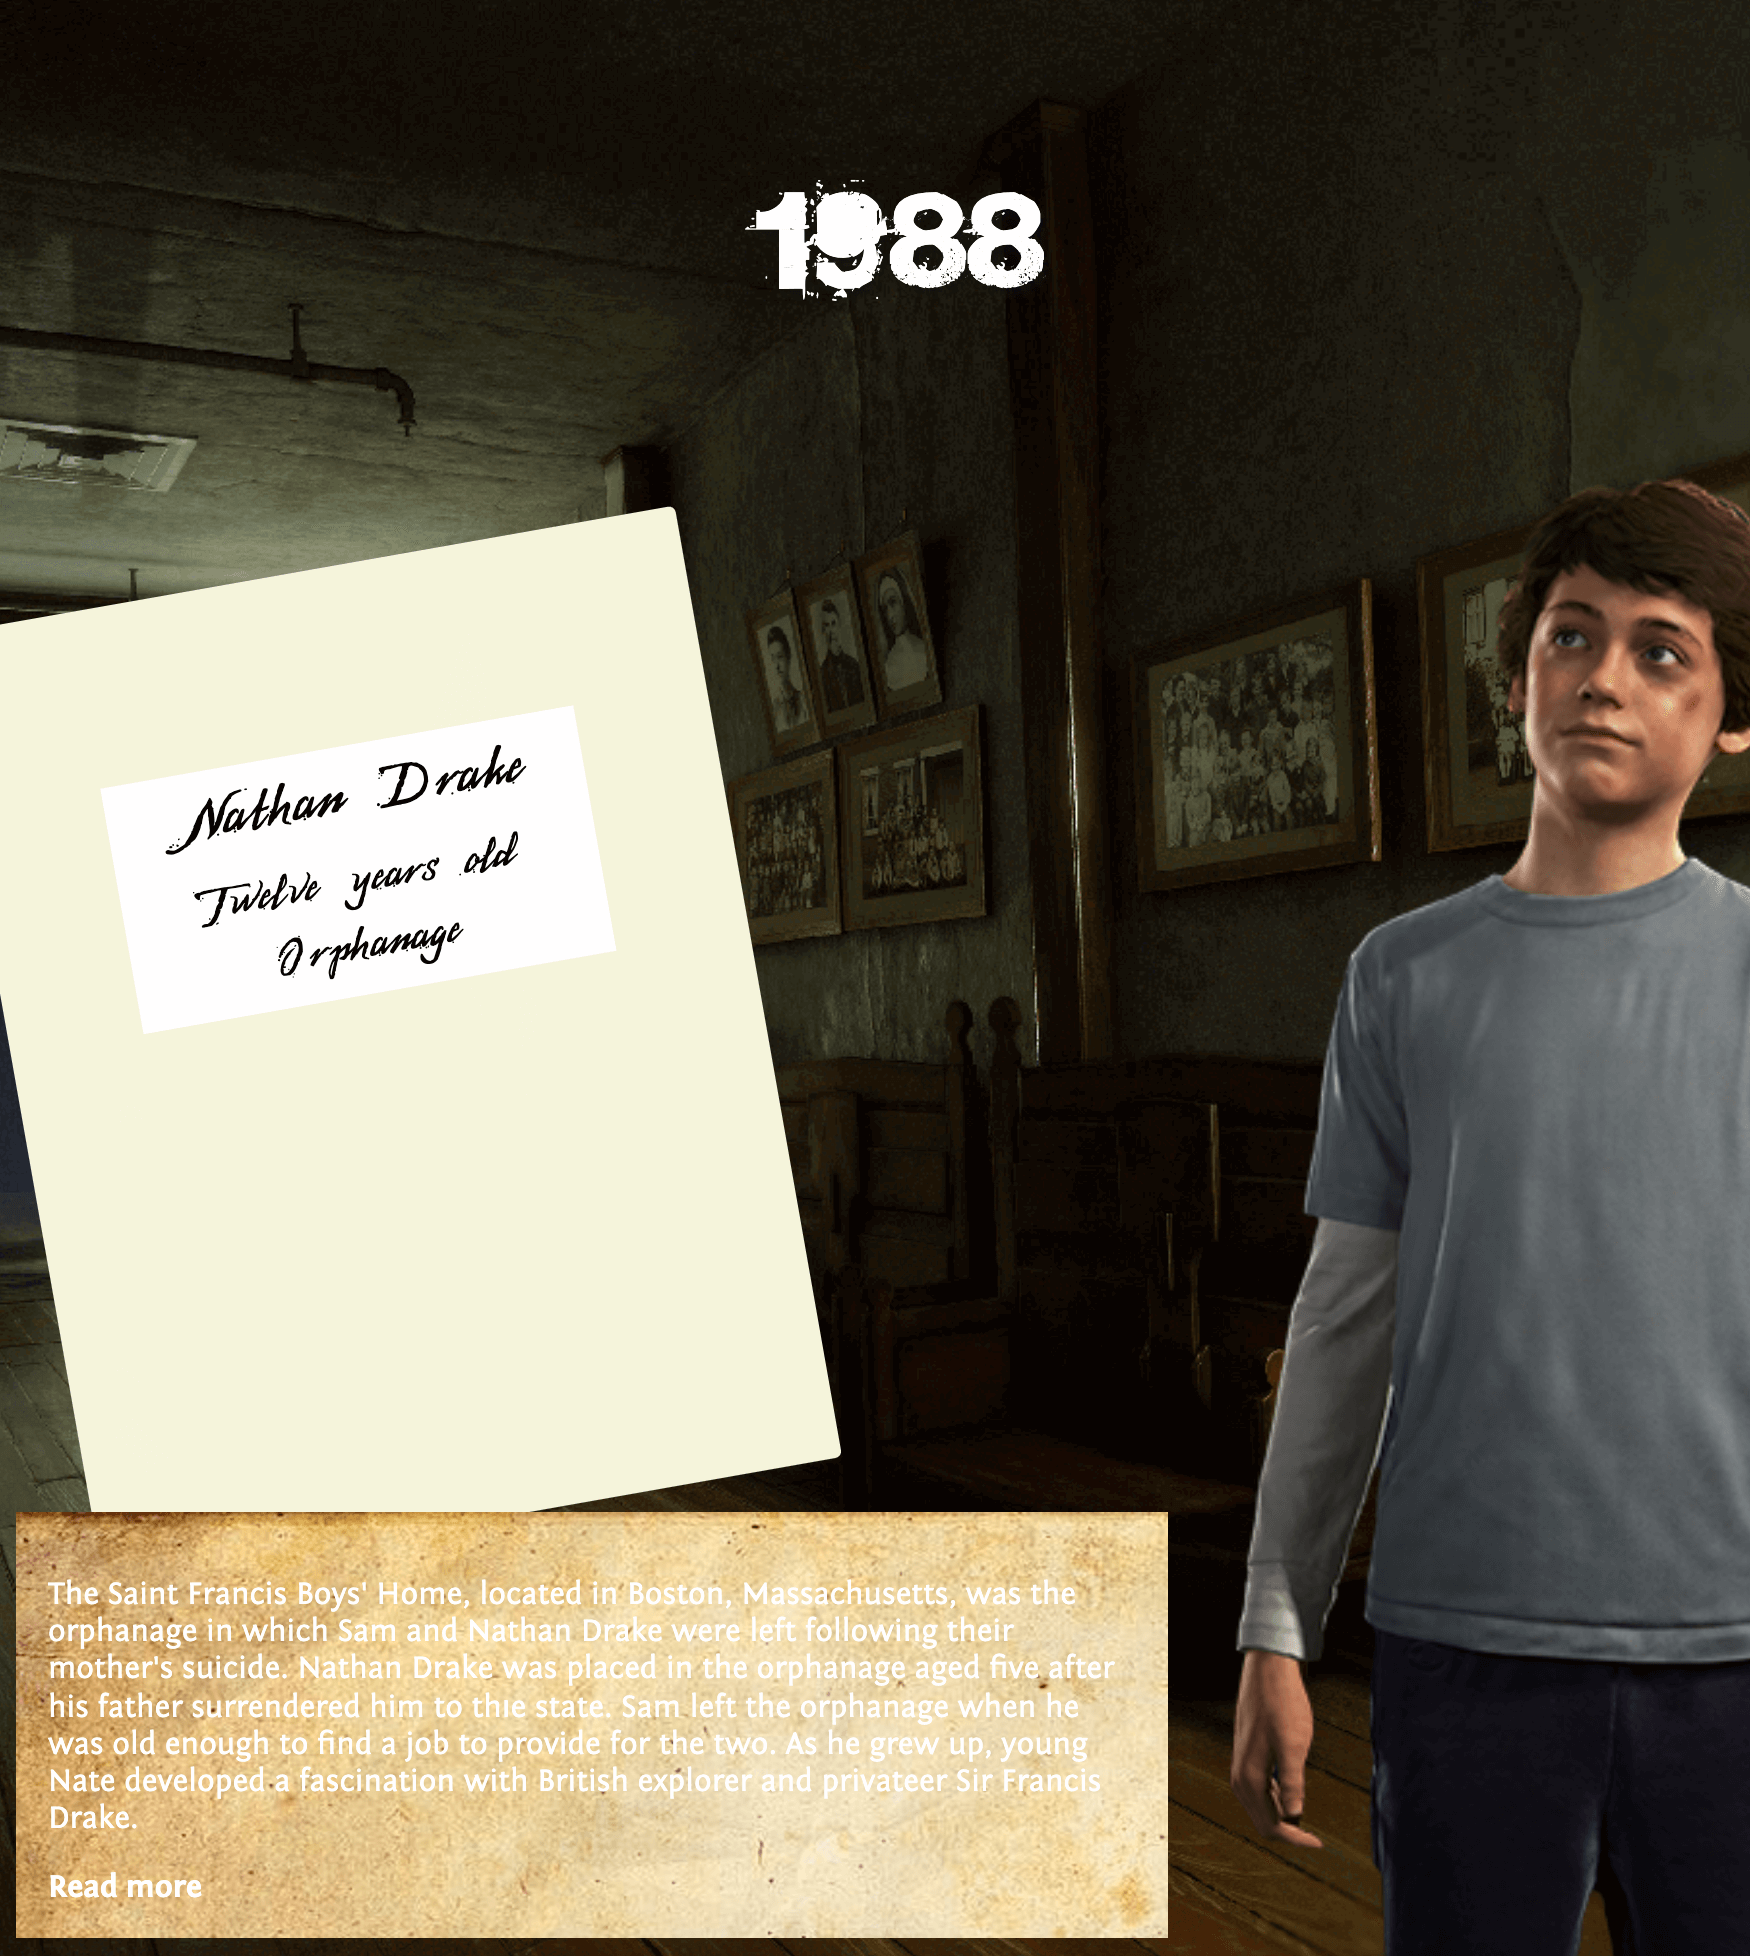 1988
Nathan Drake
Twelve years old
Orphanage
The Saint Francis Boys' Home, located in Boston, Massachusetts, was the
orphanage in which Sam and Nathan Drake were left following their
mother's suicide. Nathan Drake was placed in the orphanage aged five after
his father surrendered him to thıe state. Sam left the orphanage when he
was old enough to find a job to provide for the two. As he grew up, young
Nate developed a fascination with British explorer and privateer Sir Francis
Drake.
Read more